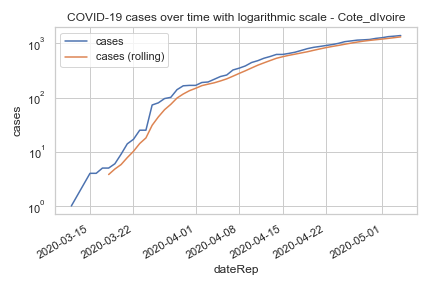 COVID-19 cases over time with logarithmic scale - Cote_dIvoire
cases
cases (rolling)
10³
10²
10¹
10⁰
cases
2020-03-15
2020-03-22
2020-04-01
2020-04-08
2020-04-15
2020-04-22
2020-05-01
dateRep